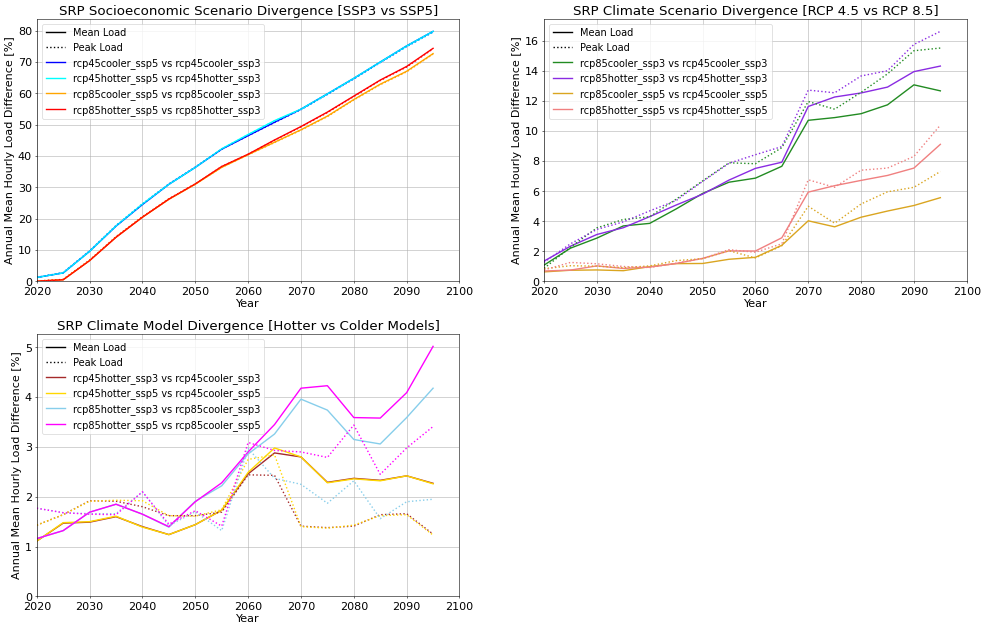 SRP Socioeconomic Scenario Divergence [SSP3 vs SSP5]
Annual Mean Hourly Load Difference [%]
80
70
60
50
40
30
20
10
0
Mean Load
Peak Load
rcp45cooler_ssp5 vs rcp45cooler_ssp3
rcp45hotter_ssp5 vs rcp45hotter_ssp3
rcp85cooler_ssp5 vs rcp85cooler_ssp3
rcp85hotter_ssp5 vs rcp85hotter_ssp3
2020 2030 2040 2050 2060 2070 2080 2090 2100
Year
SRP Climate Scenario Divergence [RCP 4.5 vs RCP 8.5]
Annual Mean Hourly Load Difference [%]
16
14
12
10
8
6
4
2
0
Mean Load
Peak Load
rcp85cooler_ssp3 vs rcp45cooler_ssp3
rcp85hotter_ssp3 vs rcp45hotter_ssp3
rcp85cooler_ssp5 vs rcp45cooler_ssp5
rcp85hotter_ssp5 vs rcp45hotter_ssp5
2020 2030 2040 2050 2060 2070 2080 2090 2100
Year
SRP Climate Model Divergence [Hotter vs Colder Models]
Annual Mean Hourly Load Difference [%]
5
4
3
2
1
0
Mean Load
Peak Load
rcp45hotter_ssp3 vs rcp45cooler_ssp3
rcp45hotter_ssp5 vs rcp45cooler_ssp5
rcp85hotter_ssp3 vs rcp85cooler_ssp3
rcp85hotter_ssp5 vs rcp85cooler_ssp5
2020 2030 2040 2050 2060 2070 2080 2090 2100
Year